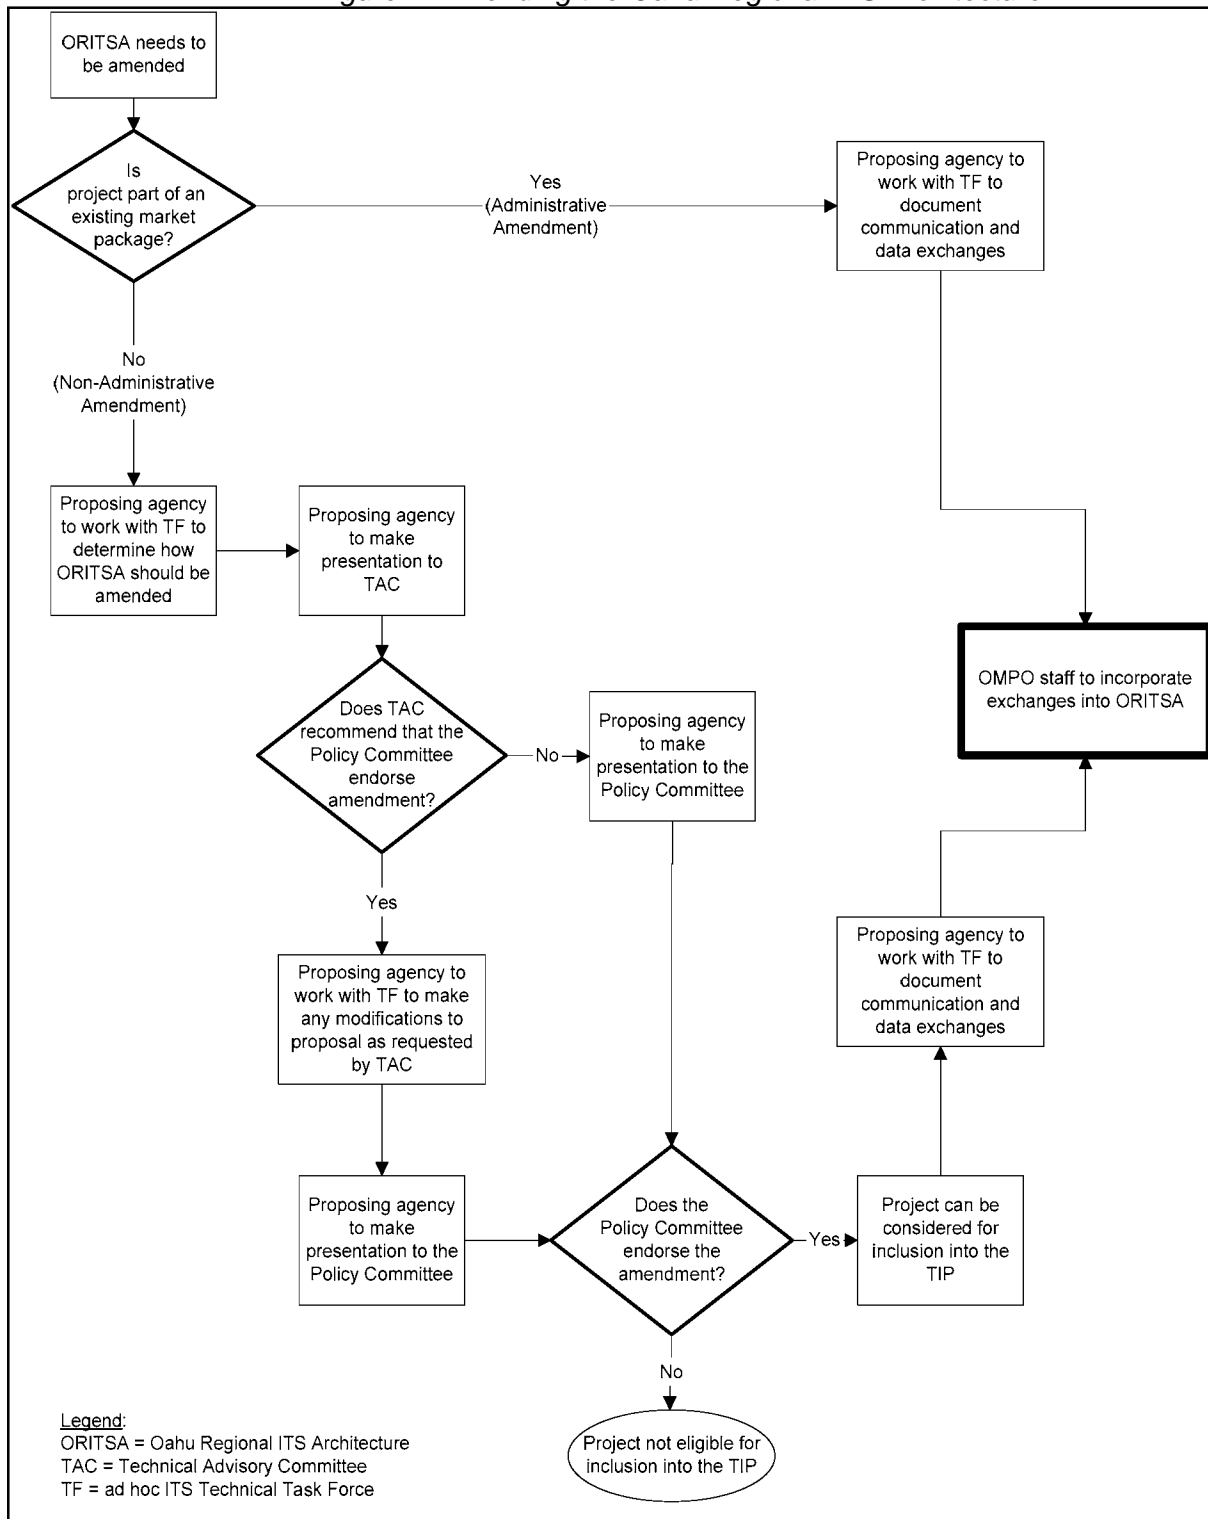 ORITSA needs to
be amended
Is
project part of an
existing market
package?
Yes
(Administrative
Amendment)
Proposing agency to
work with TF to
document
communication and
data exchanges
No
(Non-Administrative
Amendment)
Proposing agency
to work with TF to
determine how
ORITSA should be
amended
Proposing agency
to make
presentation to
TAC
OMPO staff to incorporate
exchanges into ORITSA
Does TAC
recommend that the
Policy Committee
endorse
amendment?
No
Proposing agency
to make
presentation to the
Policy Committee
Yes
Proposing agency to
work with TF to make
any modifications to
proposal as requested
by TAC
Proposing agency to
work with TF to
document
communication and
data exchanges
Proposing agency
to make
presentation to the
Policy Committee
Does the
Policy Committee
endorse the
amendment?
Yes
Project can be
considered for
inclusion into the
TIP
No
Project not eligible for
inclusion into the TIP
Legend:
ORITSA = Oahu Regional ITS Architecture
TAC = Technical Advisory Committee
TF = ad hoc ITS Technical Task Force